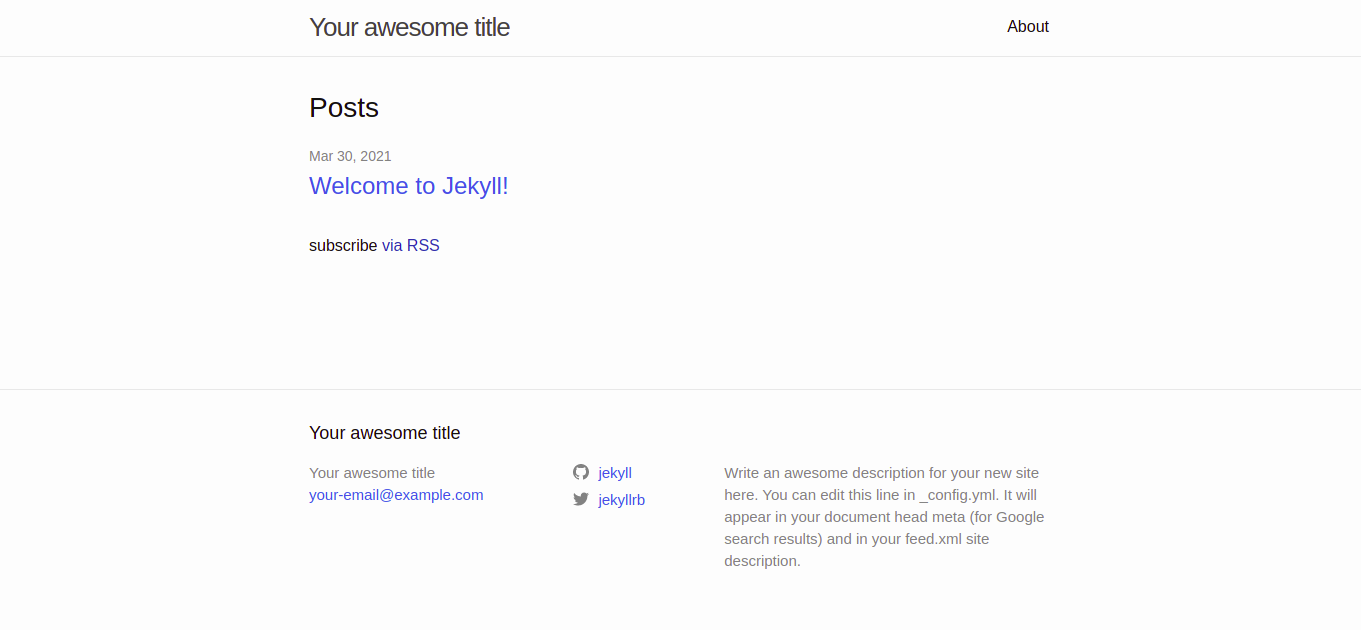 Your awesome title
About
Posts
Mar 30, 2021
Welcome to Jekyll!
subscribe via RSS
Your awesome title
Your awesome title
your-email@example.com
jekyll
jekyllrb
Write an awesome description for your new site
here. You can edit this line in _config.yml. It will
appear in your document head meta (for Google
search results) and in your feed.xml site
description.